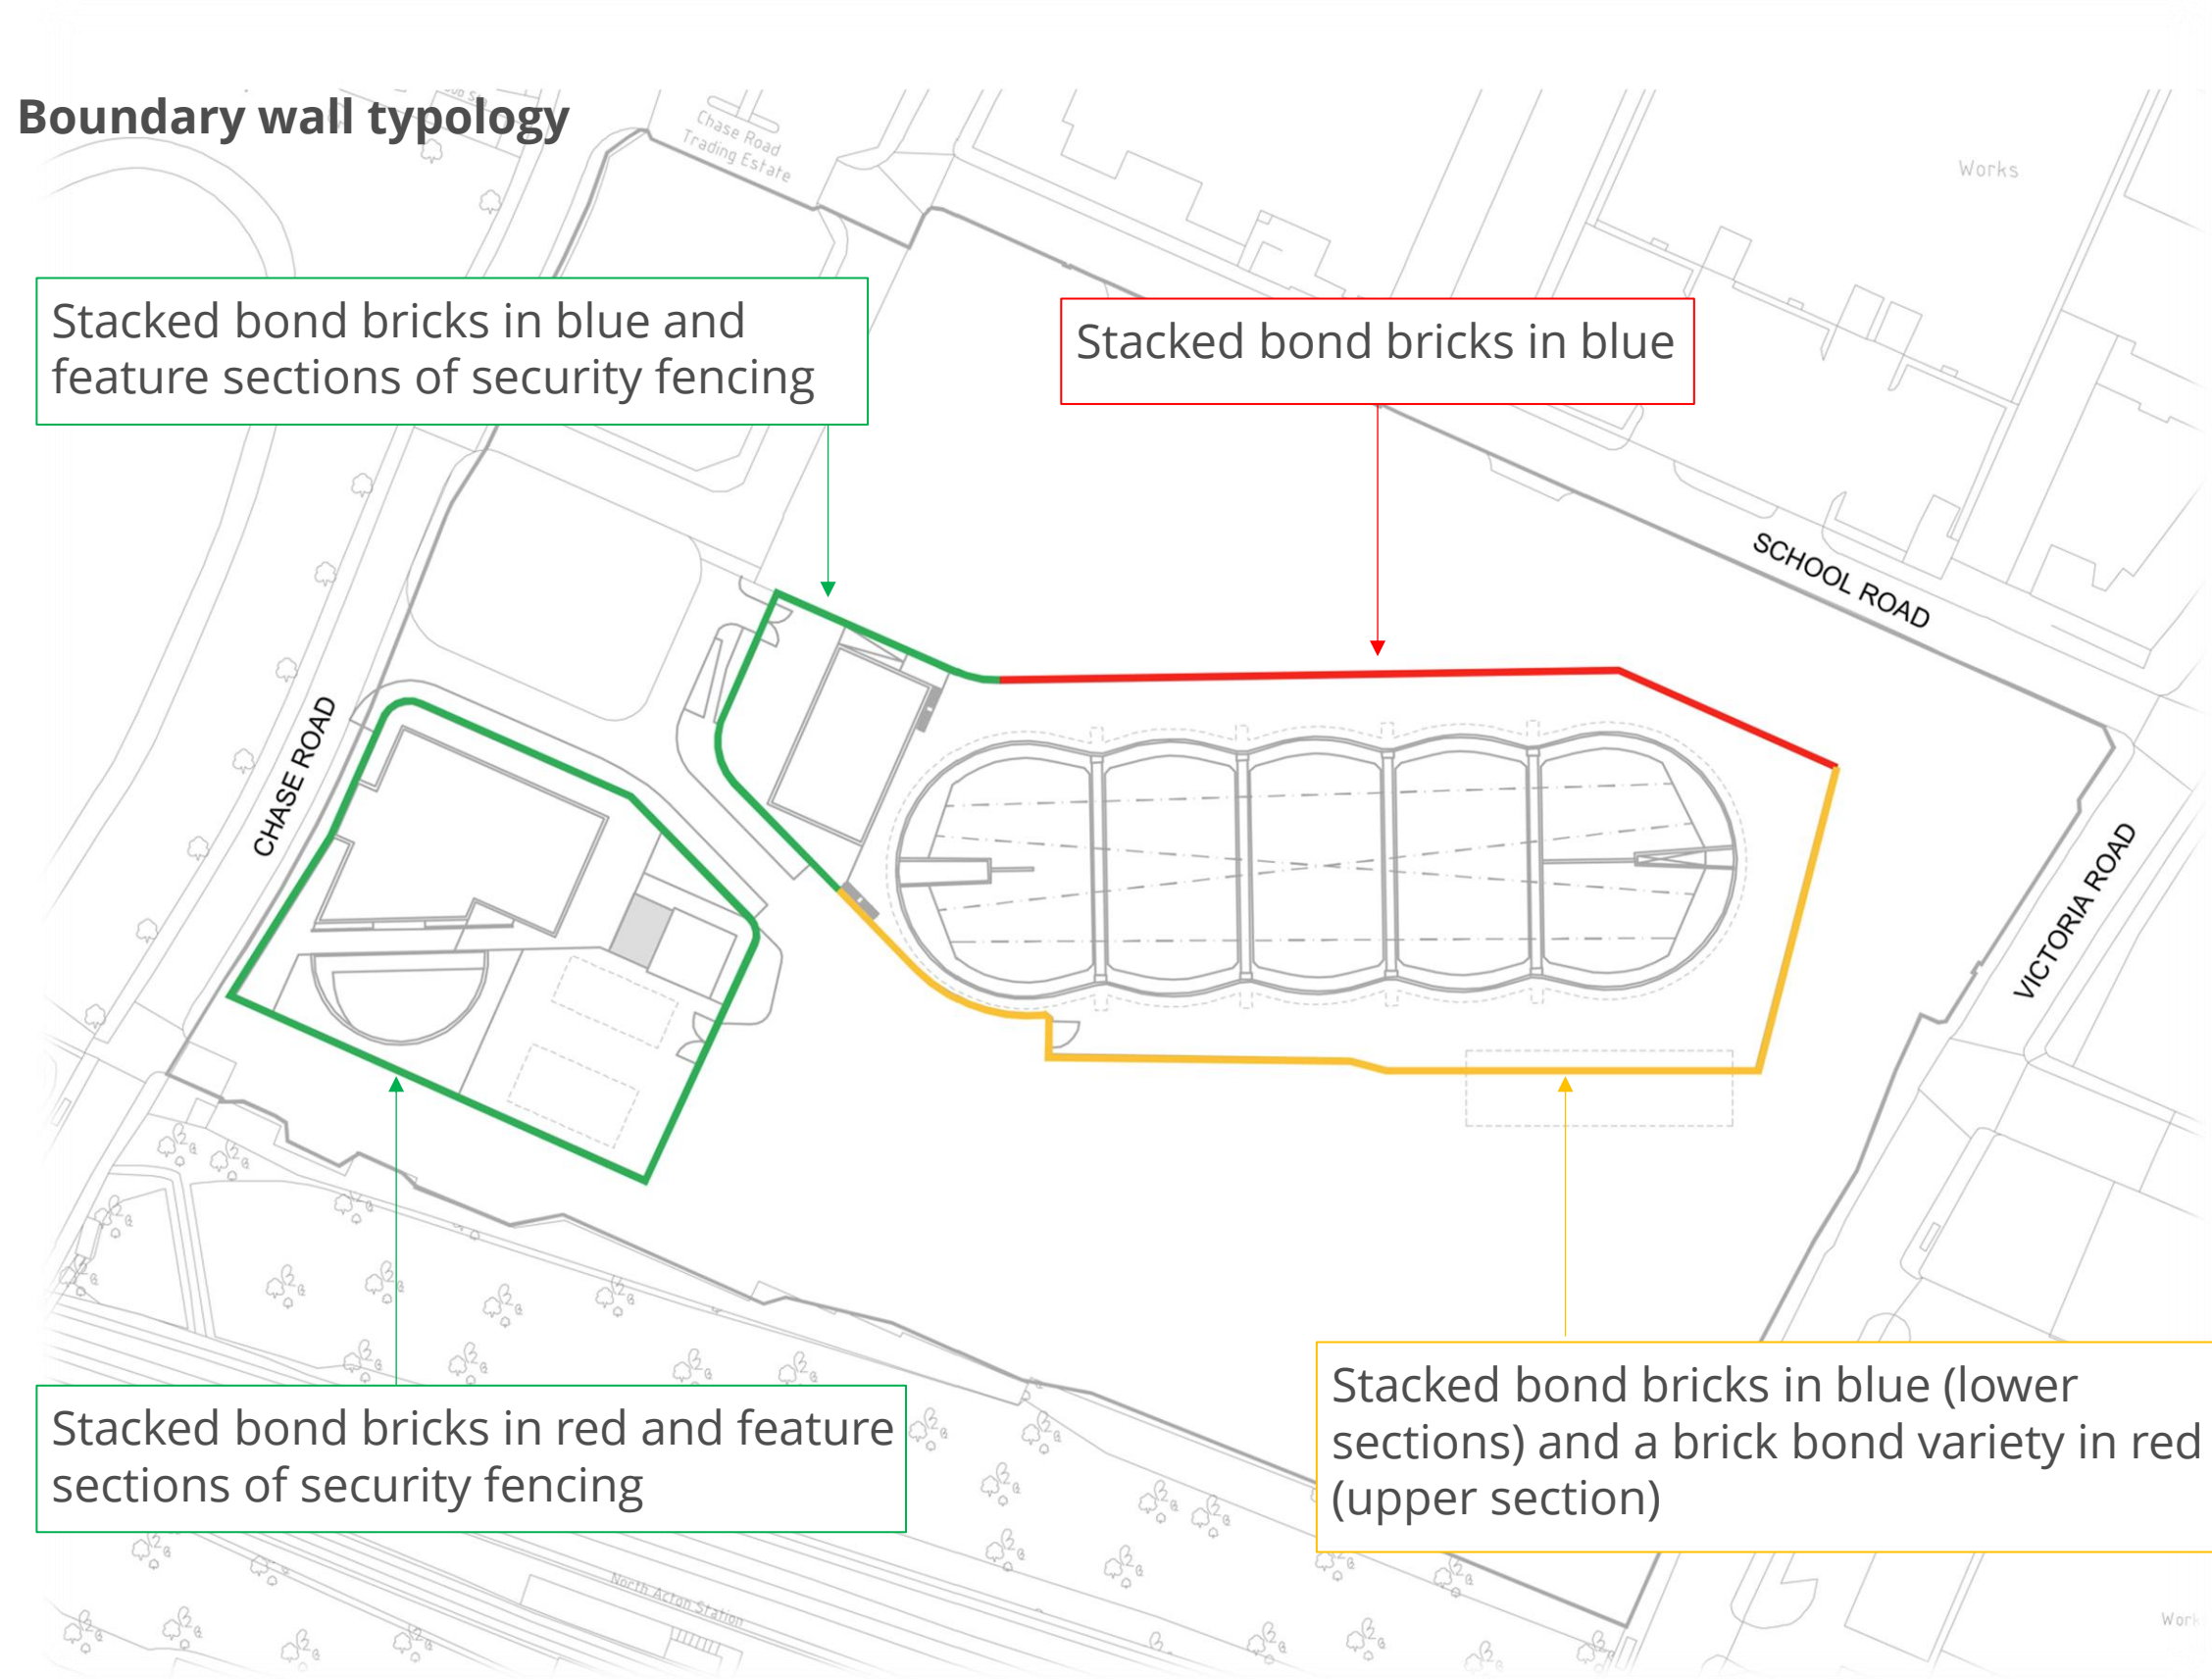 Boundary wall typology
Chase Road
Trading Estate
Works
Stacked bond bricks in blue and
feature sections of security fencing
Stacked bond bricks in blue
SCHOOL ROAD
CHASE ROAD
VICTORIA ROAD
Stacked bond bricks in red and feature
sections of security fencing
Stacked bond bricks in blue (lower
sections) and a brick bond variety in red
(upper section)
North Acton Station